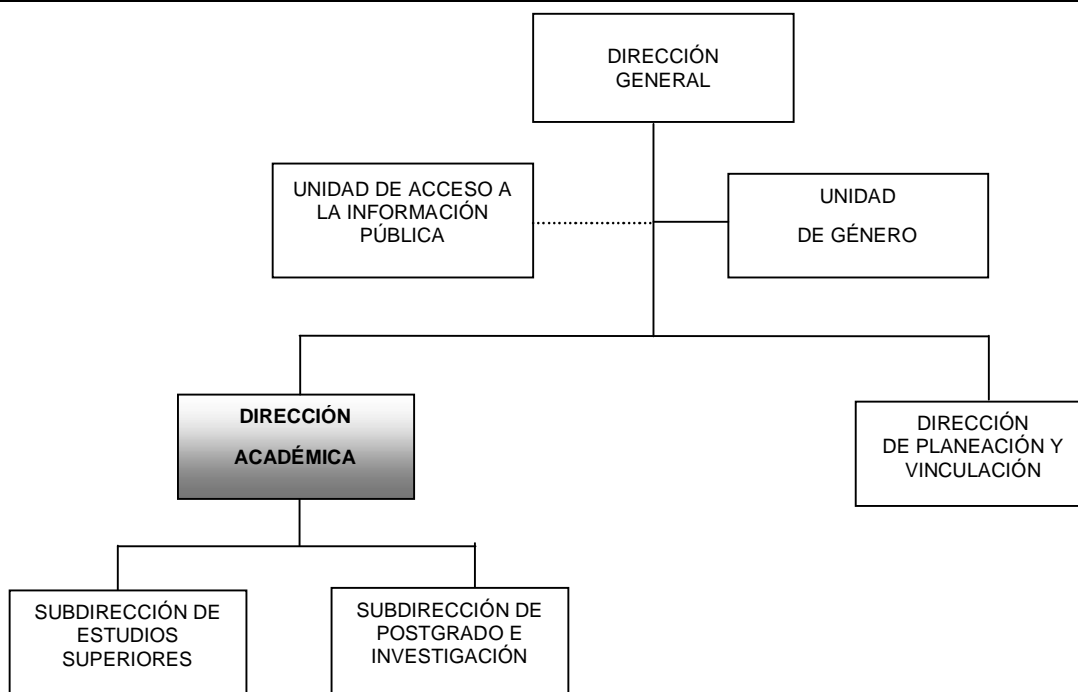 DIRECCIÓN
GENERAL
UNIDAD DE ACCESO A
LA INFORMACIÓN
PÚBLICA
UNIDAD
DE GÉNERO
DIRECCIÓN
ACADÉMICA
DIRECCIÓN
DE PLANEACIÓN Y
VINCULACIÓN
SUBDIRECCIÓN DE
ESTUDIOS
SUPERIORES
SUBDIRECCIÓN DE
POSTGRADO E
INVESTIGACIÓN